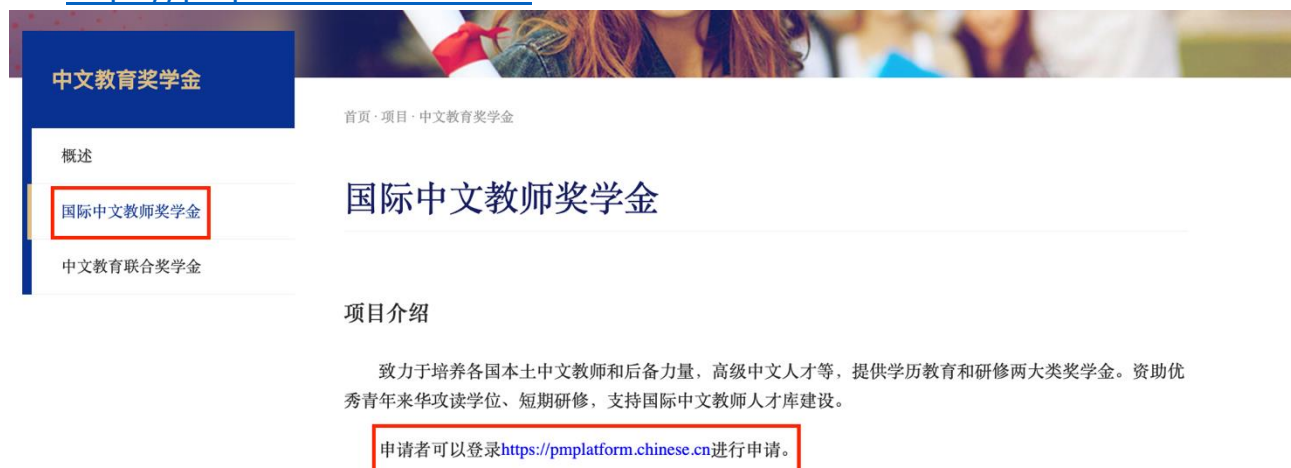 中文教育奖学金
概述
国际中文教师奖学金
中文教育联合奖学金
首页 · 项目 · 中文教育奖学金
国际中文教师奖学金
项目介绍
致力于培养各国本土中文教师和后备力量，高级中文人才等，提供学历教育和研修两大类奖学金。资助优
秀青年来华攻读学位、短期研修，支持国际中文教师人才库建设。
申请者可以登录https://pmplatform.chinese.cn进行申请。